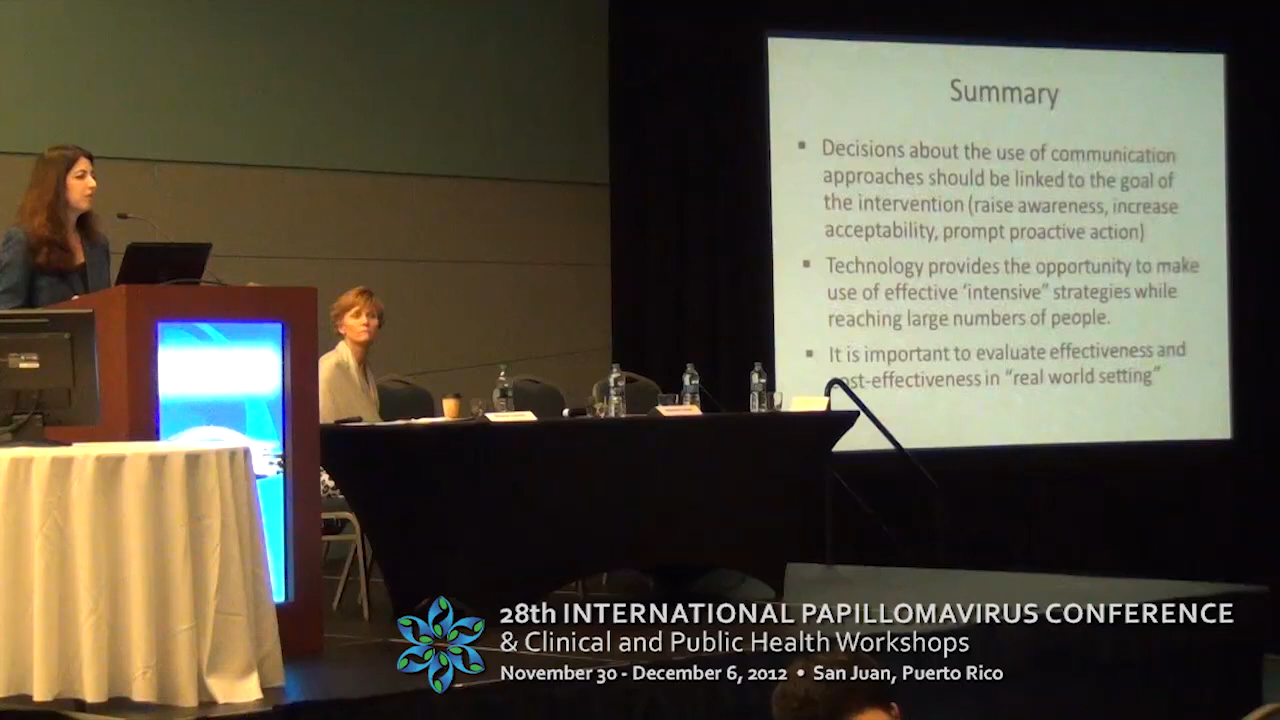 Summary
Decisions about the use of communication
approaches should be linked to the goal of
the intervention (raise awareness, increase
acceptability, prompt proactive action)
Technology provides the opportunity to make
use of effective ‘intensive” strategies while
reaching large numbers of people.
It is important to evaluate effectiveness and
cost-effectiveness in “real world setting”
28th INTERNATIONAL PAPILLOMAVIRUS CONFERENCE
& Clinical and Public Health Workshops
November 30 - December 6, 2012 • San Juan, Puerto Rico